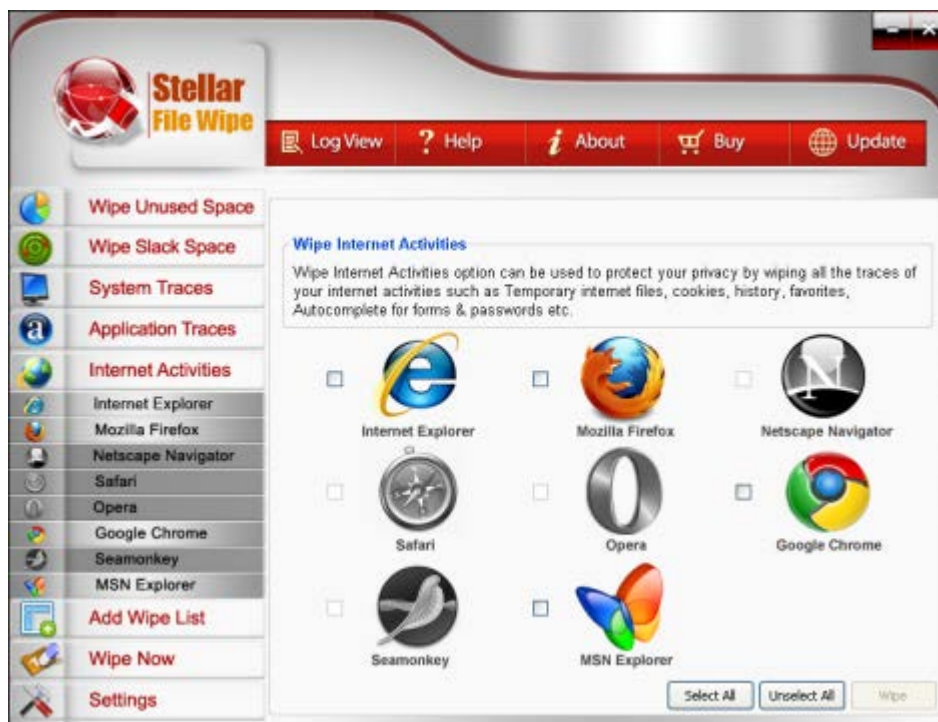 Stellar
File Wipe
Log View
? Help
i About
Buy
Update
Wipe Unused Space
Wipe Slack Space
System Traces
a Application Traces
Internet Activities
Internet Explorer
Mozilla Firefox
Netscape Navigator
Safari
Opera
Google Chrome
Seamonkey
MSN Explorer
Add Wipe List
Wipe Now
Settings
Wipe Internet Activities
Wipe Internet Activities option can be used to protect your privacy by wiping all the traces of
your internet activities such as Temporary internet files, cookies, history, favorites,
Autocomplete for forms & passwords etc.
Internet Explorer
Mozilla Firefox
N
Netscape Navigator
Safari
Opera
Google Chrome
Seamonkey
MSN Explorer
Select All
Unselect All
Wipe